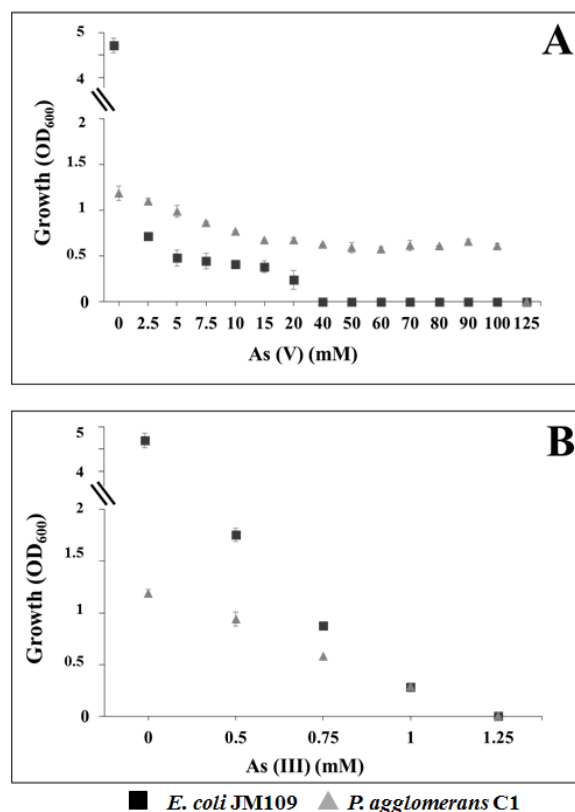 A
5
4
2
1.5
1
0.5
0
Growth (OD600)
0 2.5 5 7.5 10 15 20 40 50 60 70 80 90 100 125
As (V) (mM)
B
5
4
2
1.5
1
0.5
0
Growth (OD600)
0 0.5 0.75 1 1.25
As (III) (mM)
E. coli JM109 P. agglomerans C1